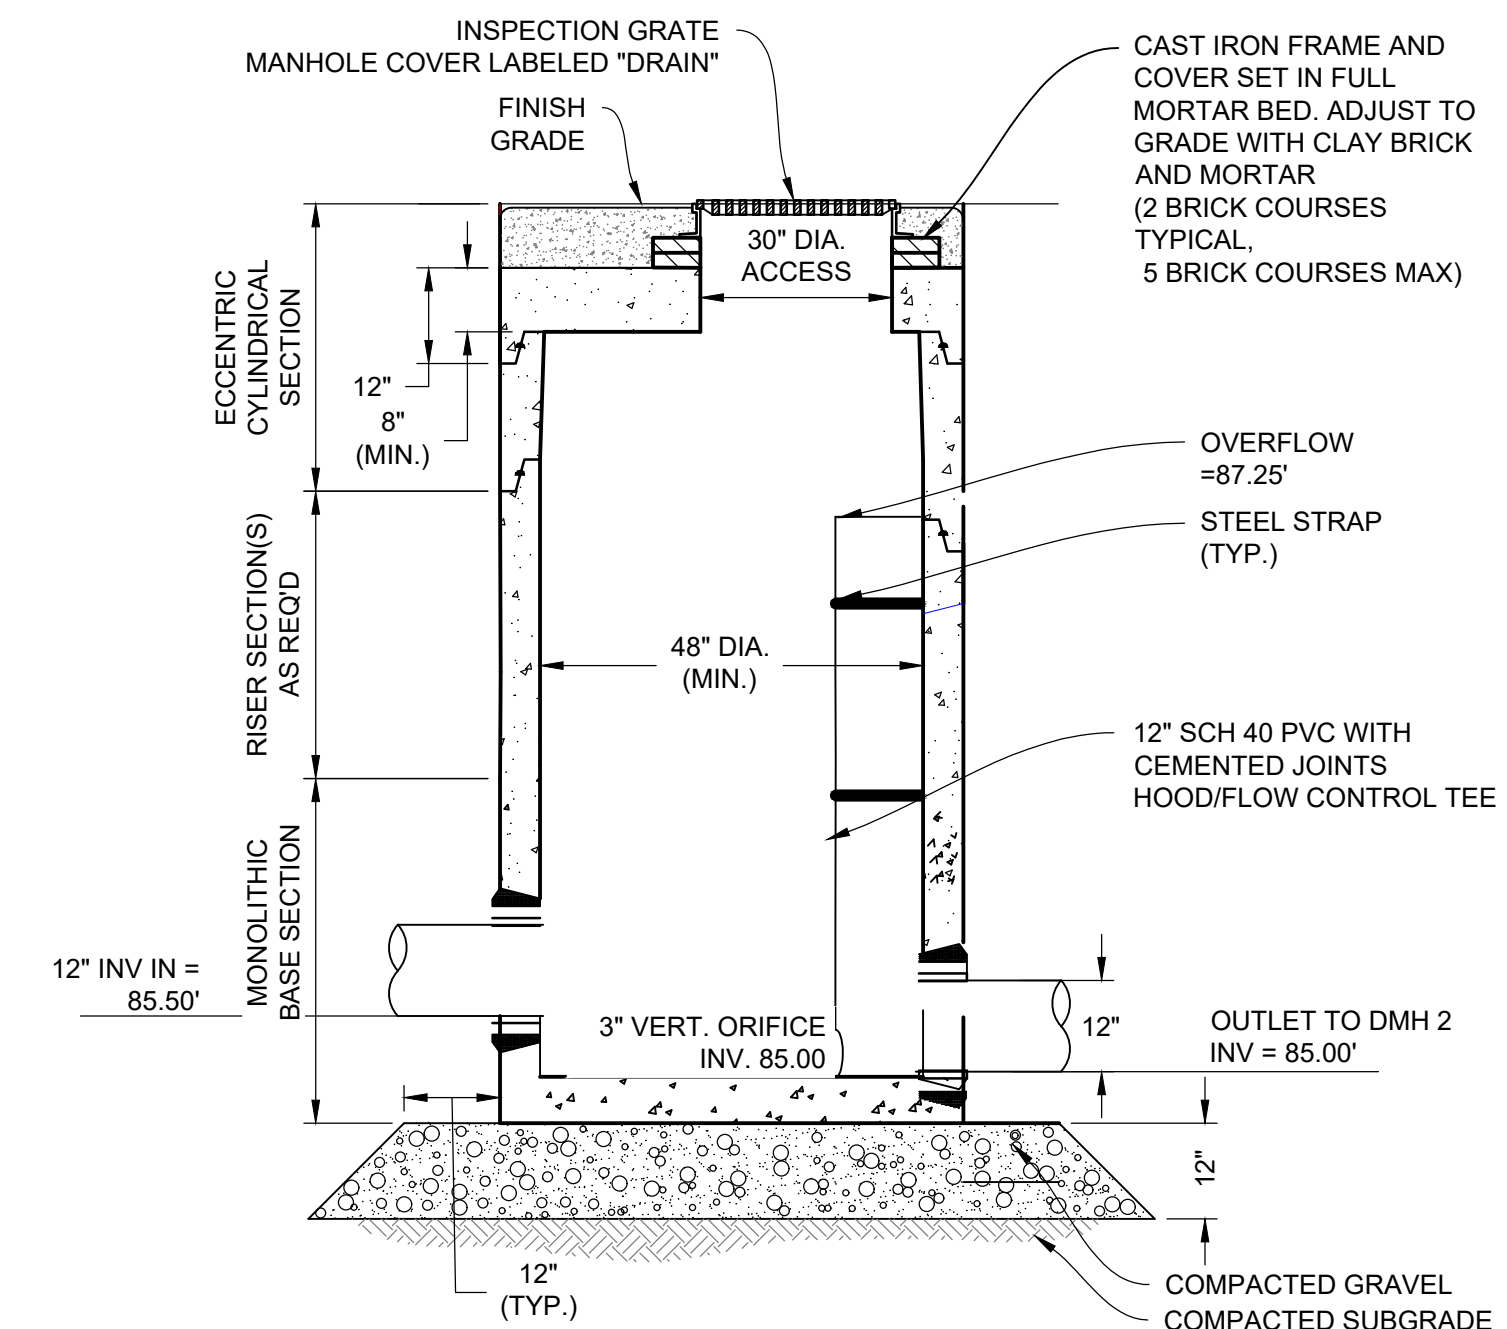 INSPECTION GRATE
MANHOLE COVER LABELED "DRAIN"
FINISH
GRADE
CAST IRON FRAME AND
COVER SET IN FULL
MORTAR BED. ADJUST TO
GRADE WITH CLAY BRICK
AND MORTAR
(2 BRICK COURSES
TYPICAL,
5 BRICK COURSES MAX)
30" DIA.
ACCESS
ECCENTRIC
CYLINDRICAL
SECTION
12"
8"
(MIN.)
OVERFLOW
=87.25'
STEEL STRAP
(TYP.)
RISER SECTION(S)
AS REQ'D
48" DIA.
(MIN.)
12" SCH 40 PVC WITH
CEMENTED JOINTS
HOOD/FLOW CONTROL TEE
MONOLITHIC
BASE SECTION
12" INV IN =
85.50'
3" VERT. ORIFICE
INV. 85.00
12"
OUTLET TO DMH 2
INV = 85.00'
12"
12"
(TYP.)
COMPACTED GRAVEL
COMPACTED SUBGRADE